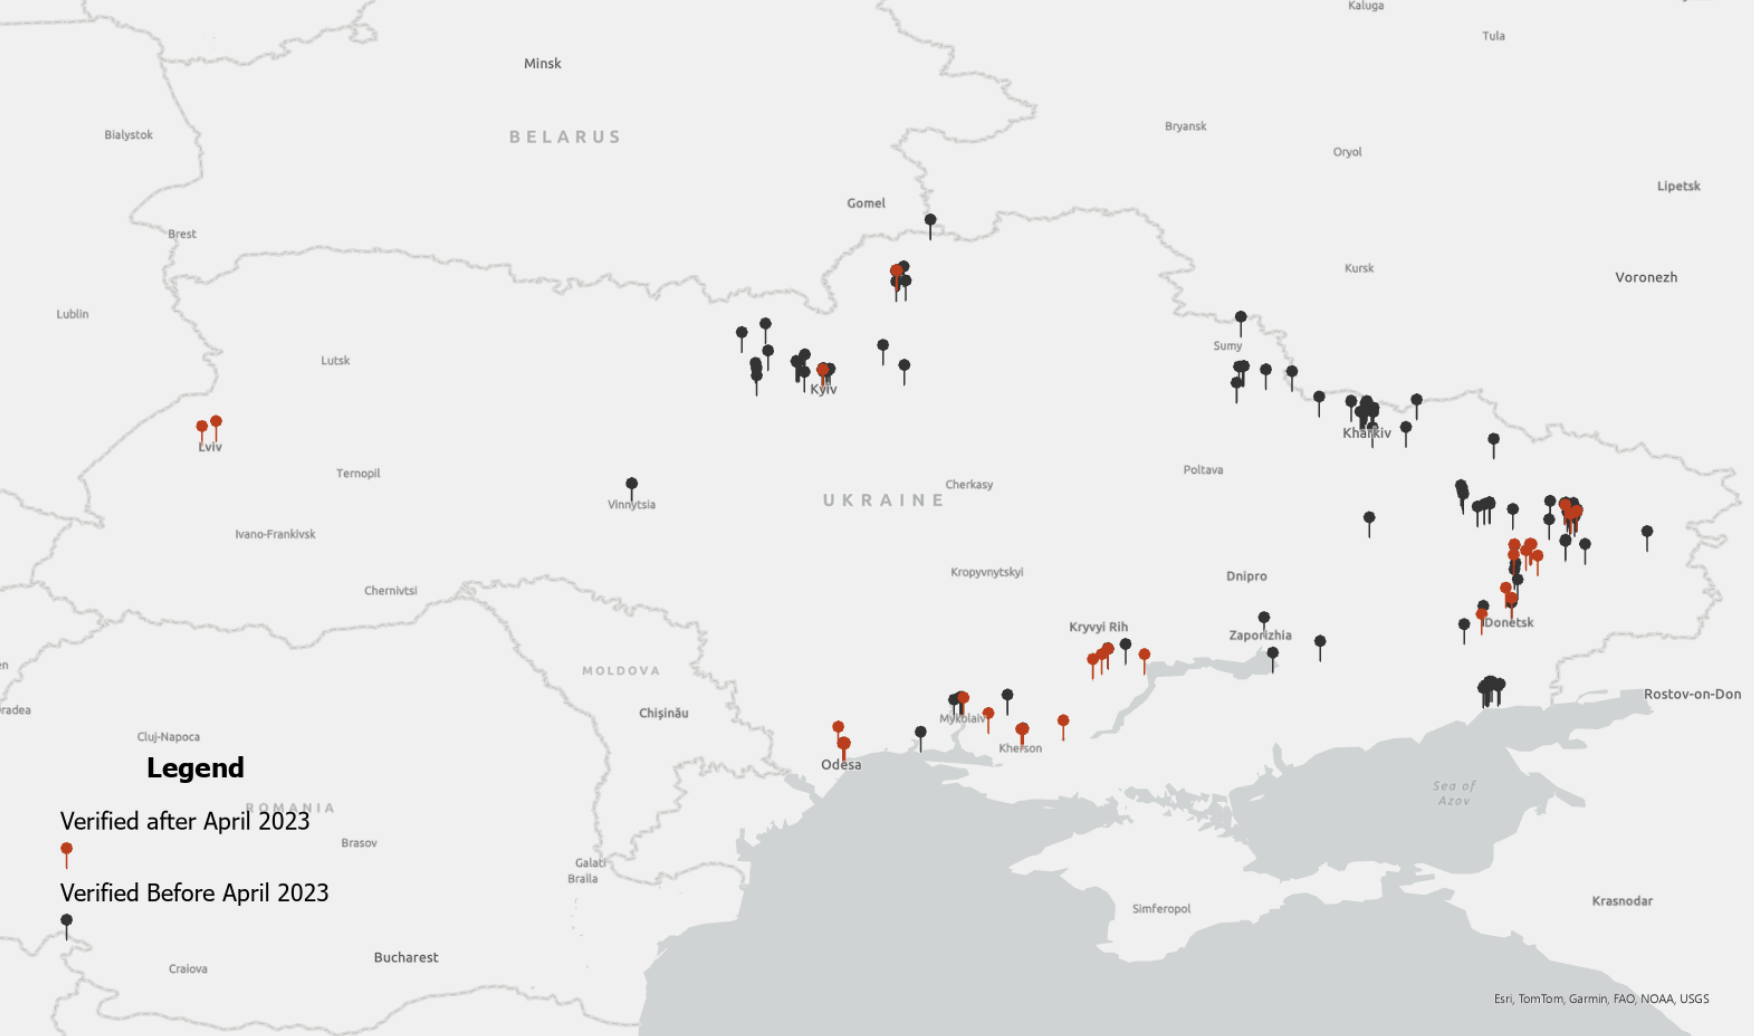 Kaluga
Tula
Minsk
Bryansk
Bialystok
BELARUS
Oryol
Lipetsk
Gomel
Brest
Kursk
Voronezh
Lublin
Sumy
Lutsk
Kyiv
Kharkiv
Lviv
Poltava
Ternopil
Cherkasy
UKRAINE
Vinnytsia
Ivano-Frankivsk
Kropyvnytskyi
Dnipro
Chernivtsi
Donetsk
Kryvyi Rih
Zaporizhia
en
MOLDOVA
Rostov-on-Don
radea
Chișinău
Mykolaiv
Cluj-Napoca
Kherson
Odesa
Legend
Sea of
Azov
ROMANIA
Verified after April 2023
Brasov
Galati
Braila
Verified Before April 2023
Krasnodar
Simferopol
Bucharest
Craiova
Esri, TomTom, Garmin, FAO, NOAA, USGS